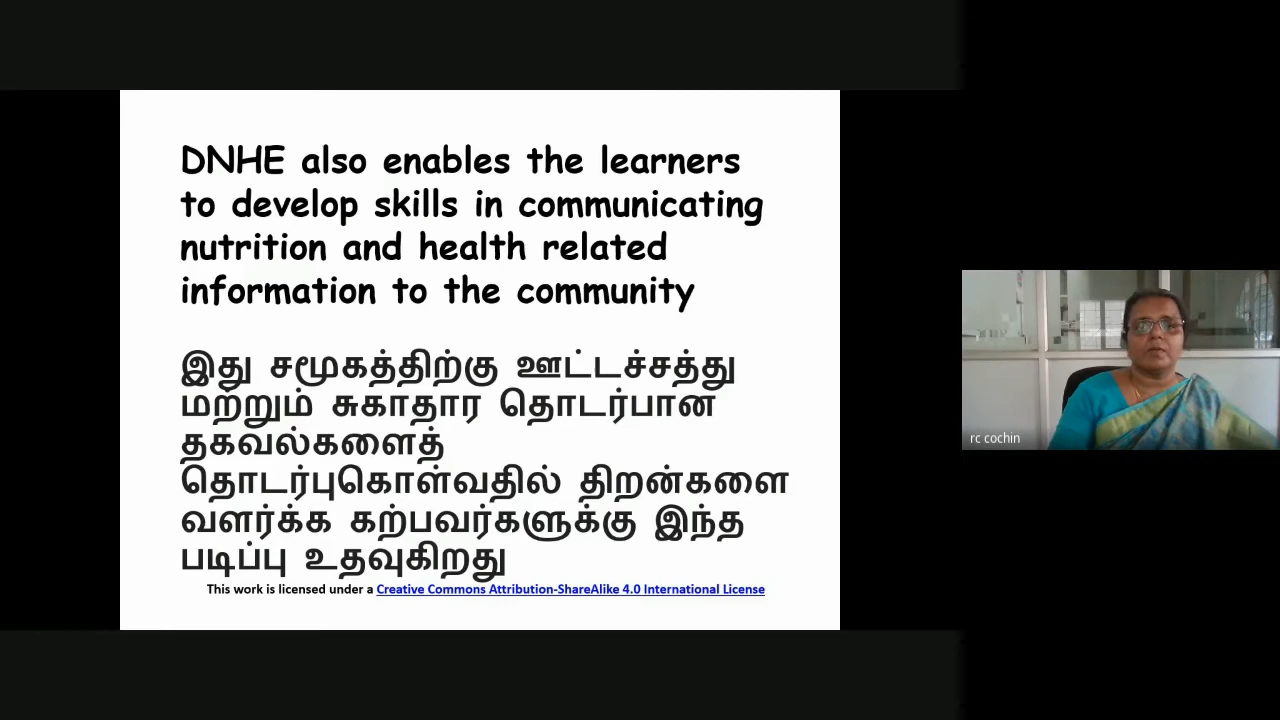 DNHE also enables the learners
to develop skills in communicating
nutrition and health related
information to the community
இது சமூகத்திற்கு ஊட்டச்சத்து
மற்றும் சுகாதார தொடர்பான
தகவல்களைத்
தொடர்புகொள்வதில் திறன்களை
வளர்க்க கற்பவர்களுக்கு இந்த
படிப்பு உதவுகிறது
This work is licensed under a Creative Commons Attribution-ShareAlike 4.0 International License
rc cochin